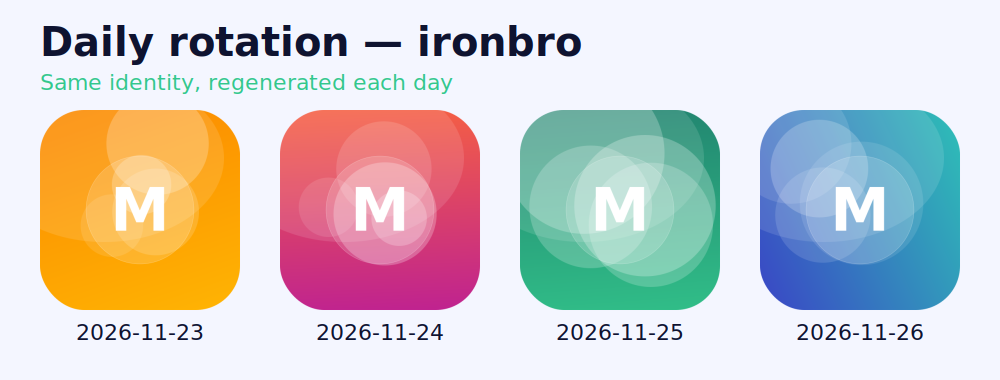 Daily rotation — ironbro
Same identity, regenerated each day
M M M M
2026-11-23 2026-11-24 2026-11-25 2026-11-26